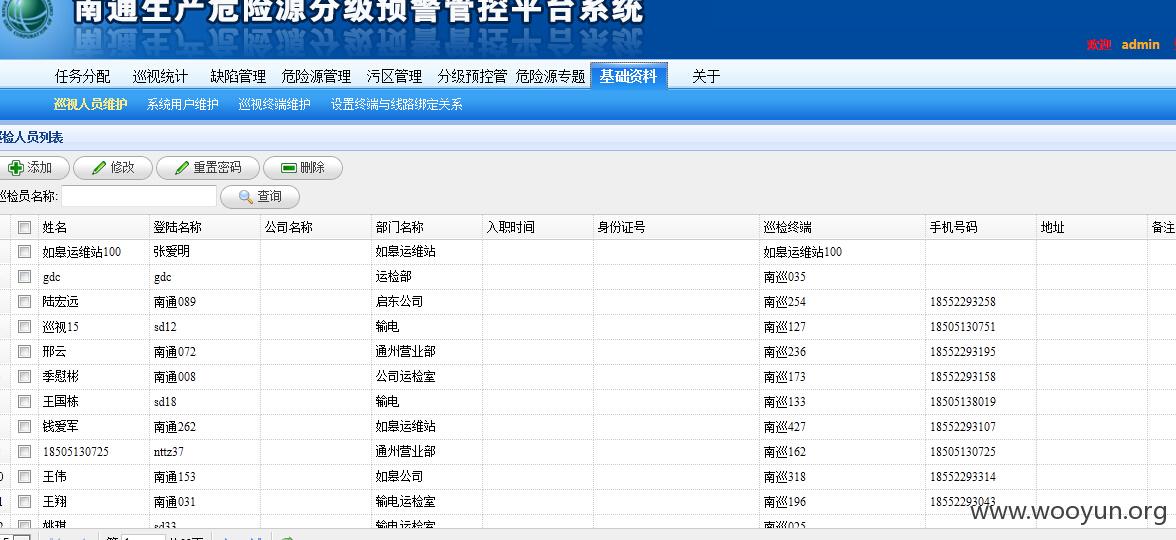 南通生产危险源分级预警管控平台系统
欢迎 admin
任务分配 巡视统计 缺陷管理 危险源管理 污区管理 分级预控管 危险源专题 基础资料 关于
巡视人员维护 系统用户维护 巡视终端维护 设置终端与线路绑定关系
巡检人员列表
添加 修改 重置密码 删除
巡检员名称: 查询
姓名 登陆名称 公司名称 部门名称 入职时间 身份证号 巡检终端 手机号码 地址 备注
如皋运维站100 张爱明 如皋运维站 如皋运维站100
gdc gdc 运检部 南巡035
陆宏远 南通089 启东公司 南巡254 18552293258
巡视15 sd12 输电 南巡127 18505130751
邢云 南通072 通州营业部 南巡236 18552293195
季慰彬 南通008 公司运检室 南巡173 18552293158
王国栋 sd18 输电 南巡133 18505138019
钱爱军 南通262 如皋运维站 南巡427 18552293107
18505130725 nttz37 通州营业部 南巡162 18505130725
王伟 南通153 如皋公司 南巡318 18552293314
王翔 南通031 输电运检室 南巡196 18552293043
姚琪 sd33 输电运检室 南巡025
www.wooyun.org